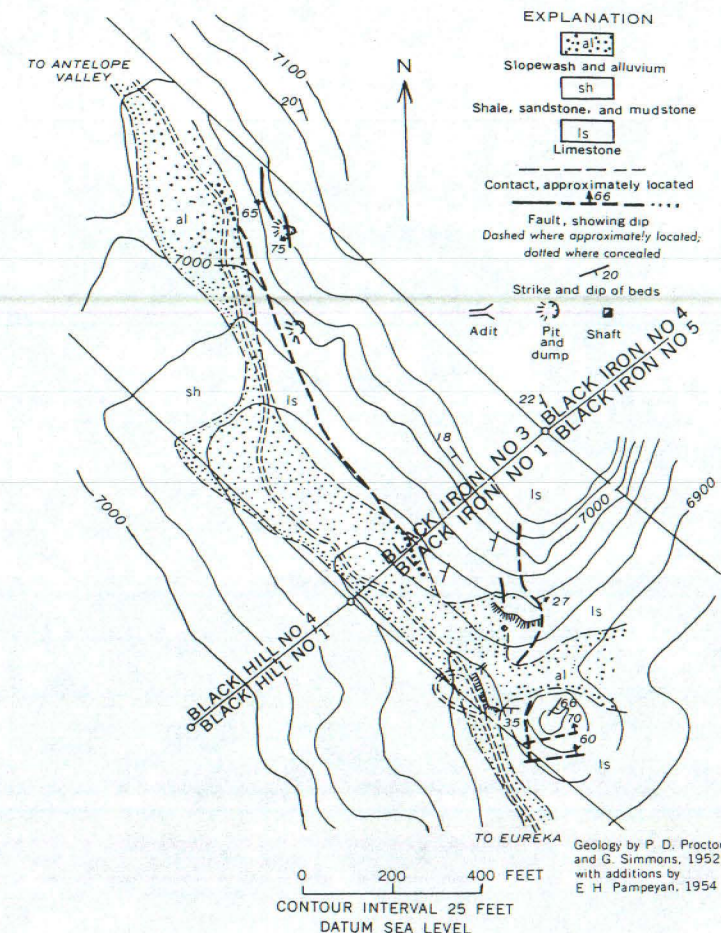 EXPLANATION
al
Slopewash and alluvium
sh
Shale, sandstone, and mudstone
ls
Limestone
Contact, approximately located
66
Fault, showing dip
Dashed where approximately located;
dotted where concealed
20
Strike and dip of beds
Adit
Pit
and
dump
Shaft
TO ANTELOPE
VALLEY
N
7100
20
65
75
al
7000
sh
ls
22
18
BLACK IRON NO 4
BLACK IRON NO 5
BLACK IRON NO 3
BLACK IRON NO 1
ls
7000
6900
7000
27
ls
BLACK HILL NO 4
BLACK HILL NO 1
al
35
66
70
60
ls
TO EUREKA
Geology by P. D. Proctor
and G. Simmons, 1952
with additions by
E H Pampeyan, 1954
0 200 400 FEET
CONTOUR INTERVAL 25 FEET
DATUM SEA LEVEL